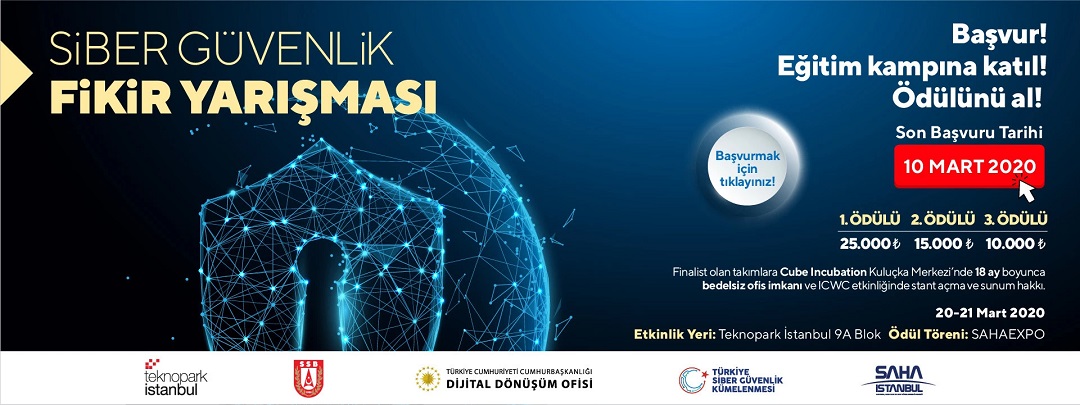 SiBER GÜVENLiK
FiKiR YARIŞMASI
Başvur!
Eğitim kampına katıl!
Ödülünü al!
Son Başvuru Tarihi
10 MART 2020
Başvurmak
için
tıklayınız!
1. ÖDÜLÜ 2. ÖDÜLÜ 3. ÖDÜLÜ
25.000 ₺ 15.000 ₺ 10.000 ₺
Finalist olan takımlara Cube Incubation Kuluçka Merkezi'nde 18 ay boyunca
bedelsiz ofis imkanı ve ICWC etkinliğinde stant açma ve sunum hakkı.
20-21 Mart 2020
Etkinlik Yeri: Teknopark İstanbul 9A Blok Ödül Töreni: SAHAEXPO
teknopark
istanbul
SSB
TÜRKİYE CUMHURİYETİ CUMHURBAŞKANLIĞI
DİJİTAL DÖNÜŞÜM OFİSİ
TÜRKİYE
SİBER GÜVENLİK
KÜMELENMESİ
SAHA
İSTANBUL